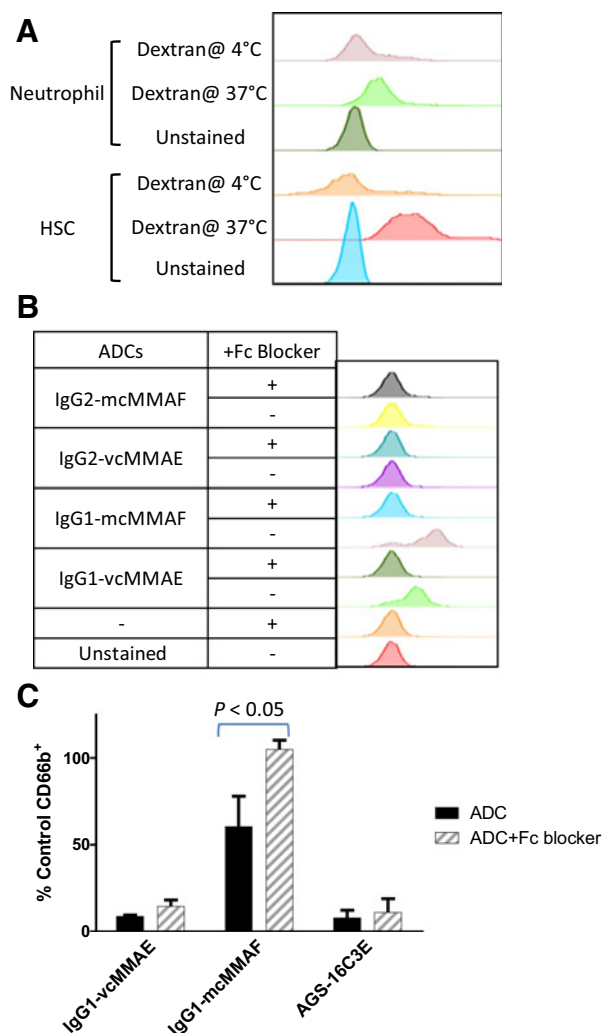 A
Neutrophil
Dextran@ 4°C
Dextran@ 37°C
Unstained
HSC
Dextran@ 4°C
Dextran@ 37°C
Unstained
B
ADCs +Fc Blocker
IgG2-mcMMAF +
-
IgG2-vcMMAE +
-
IgG1-mcMMAF +
-
IgG1-vcMMAE +
-
- +
Unstained -
C
P < 0.05
% Control CD66b+
100
50
0
ADC
ADC+Fc blocker
IgG1-vcMMAE
IgG1-mcMMAF
AGS-16C3E